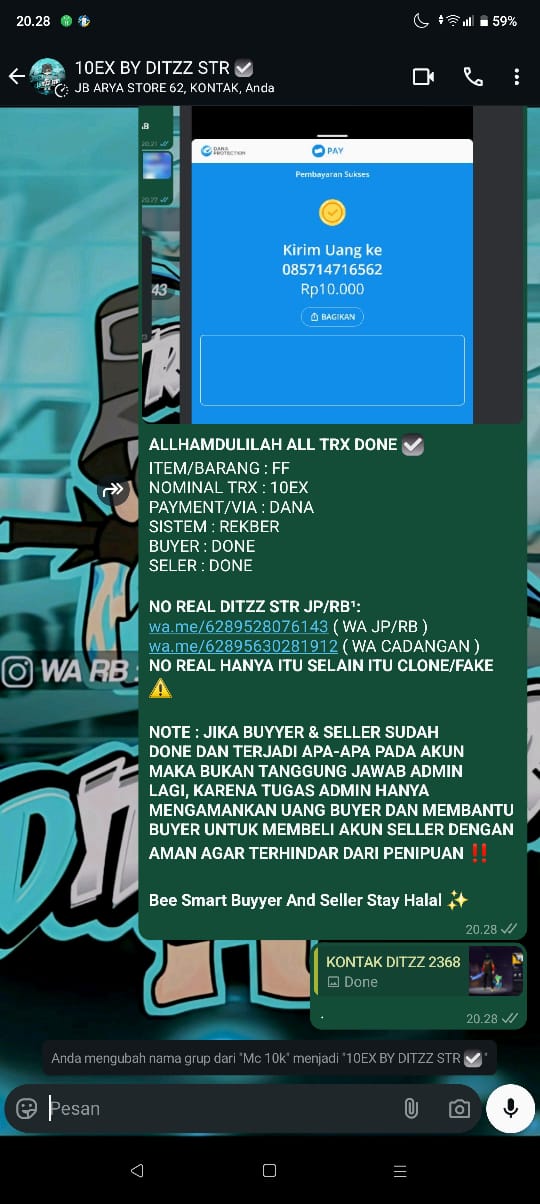 20.28
59%
10EX BY DITZZ STR ☑️
JB ARYA STORE 62, KONTAK, Anda
20.21
20.22
43
DANA PROTECTION
PAY
Pembayaran Sukses
Kirim Uang ke
085714716562
Rp10.000
BAGIKAN
ALLHAMDULILAH ALL TRX DONE ☑️
ITEM/BARANG : FF
NOMINAL TRX : 10EX
PAYMENT/VIA : DANA
SISTEM : REKBER
BUYER : DONE
SELER : DONE
NO REAL DITZZ STR JP/RB¹:
wa.me/6289528076143 ( WA JP/RB )
wa.me/62895630281912 ( WA CADANGAN )
NO REAL HANYA ITU SELAIN ITU CLONE/FAKE
⚠️
WA RB :
NOTE : JIKA BUYYER & SELLER SUDAH
DONE DAN TERJADI APA-APA PADA AKUN
MAKA BUKAN TANGGUNG JAWAB ADMIN
LAGI, KARENA TUGAS ADMIN HANYA
MENGAMANKAN UANG BUYER DAN MEMBANTU
BUYER UNTUK MEMBELI AKUN SELLER DENGAN
AMAN AGAR TERHINDAR DARI PENIPUAN ‼️
Bee Smart Buyyer And Seller Stay Halal ✨
20.28
KONTAK DITZZ 2368
Done
.
20.28
Anda mengubah nama grup dari "Mc 10k" menjadi "10EX BY DITZZ STR ☑️"
Pesan